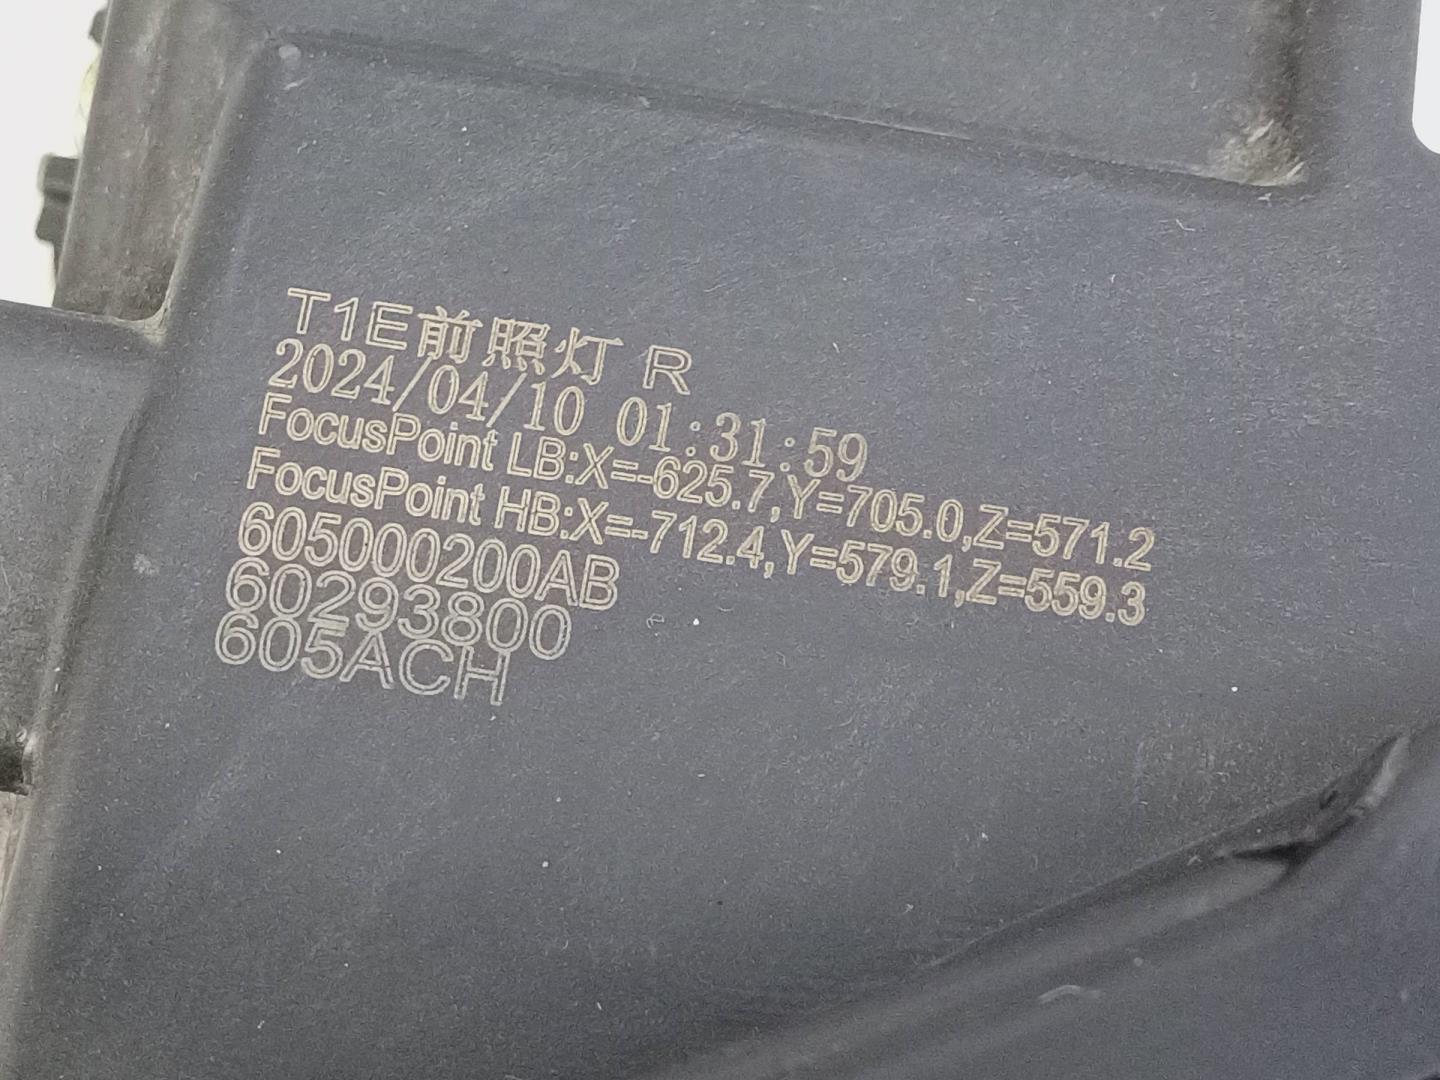 T1E前照灯 R
2024/04/10 01:31:59
FocusPoint LB:X=-625.7,Y=705.0,Z=571.2
FocusPoint HB:X=-712.4,Y=579.1,Z=559.3
605000200AB
60293800
605ACH